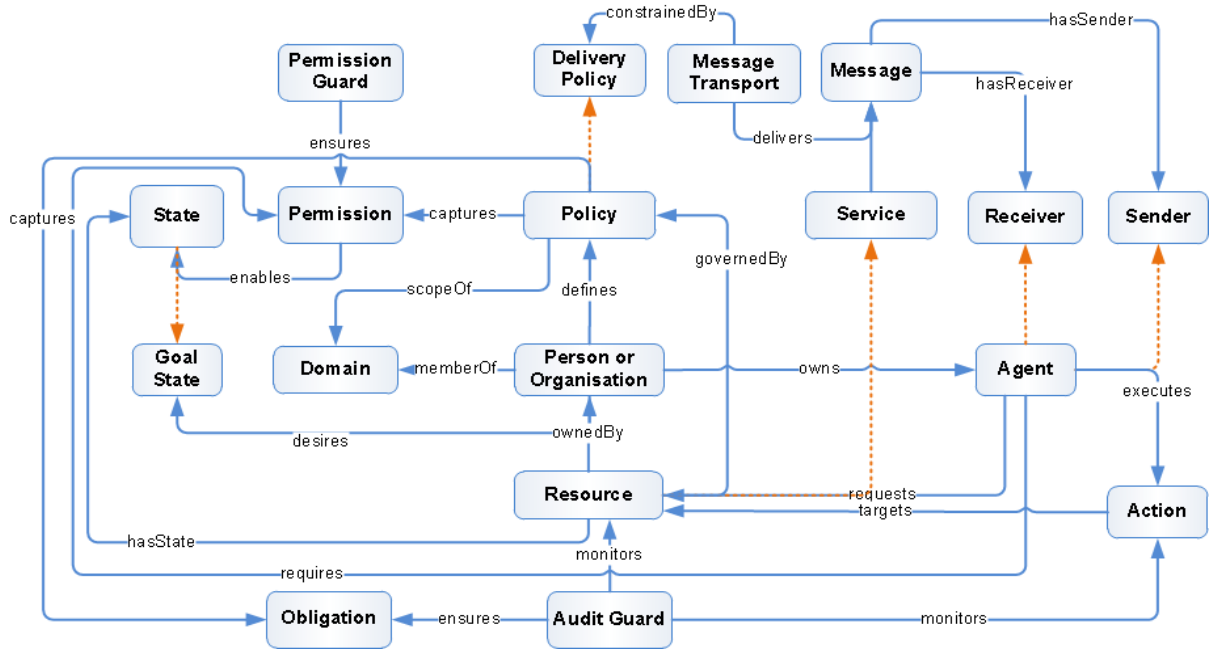 constrainedBy
hasSender
Permission
Guard
Delivery
Policy
Message
Transport
Message
hasReceiver
ensures
delivers
captures
State
Permission
captures
Policy
Service
Receiver
Sender
governedBy
enables
scopeOf
defines
Goal
State
Domain
memberOf
Person or
Organisation
owns
Agent
executes
desires
ownedBy
Resource
requests
targets
Action
hasState
monitors
requires
Obligation
ensures
Audit Guard
monitors